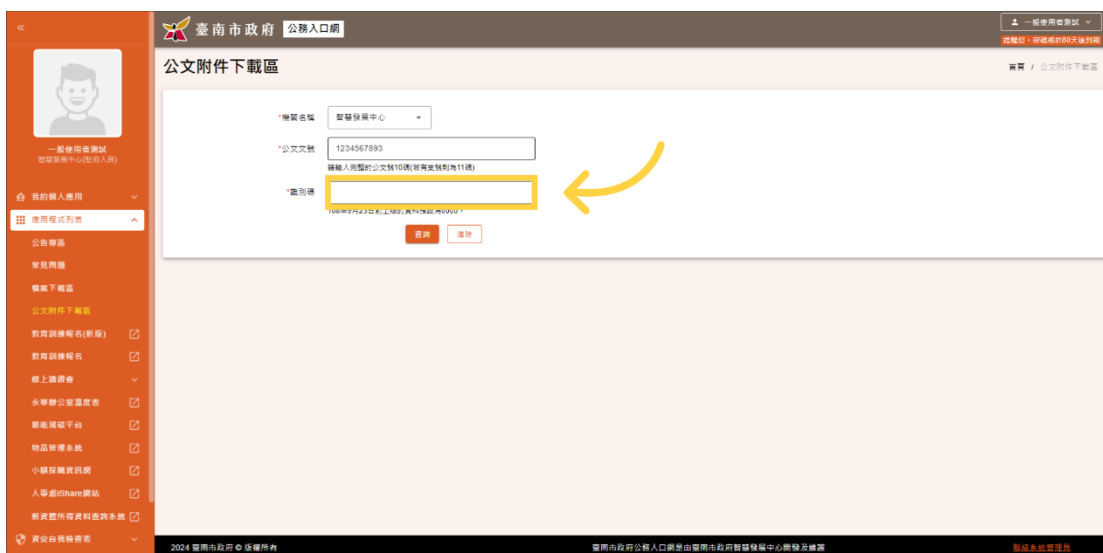 臺南市政府 公務入口網
一般使用者測試
提醒您，密碼將於80天後到期
一般使用者測試
智慧發展中心(駐府人員)
我的個人應用
應用程式列表
公告專區
常見問題
檔案下載區
公文附件下載區
教育訓練報名(新版)
教育訓練報名
線上讀書會
永華辦公室溫度表
節能減碳平台
物品管理系統
小額採購資訊網
人事處iShare網站
薪資暨所得資料查詢系統
資安自我檢查表
公文附件下載區
首頁 / 公文附件下載區
*機關名稱 智慧發展中心
*公文文號 1234567893
請輸入完整的公文號10碼(若有支號則為11碼)
*識別碼
108年9月23日前上線的資料預設為0000。
查詢 清除
2024 臺南市政府 © 版權所有
臺南市政府公務入口網是由臺南市政府智慧發展中心開發及維護
聯絡系統管理員